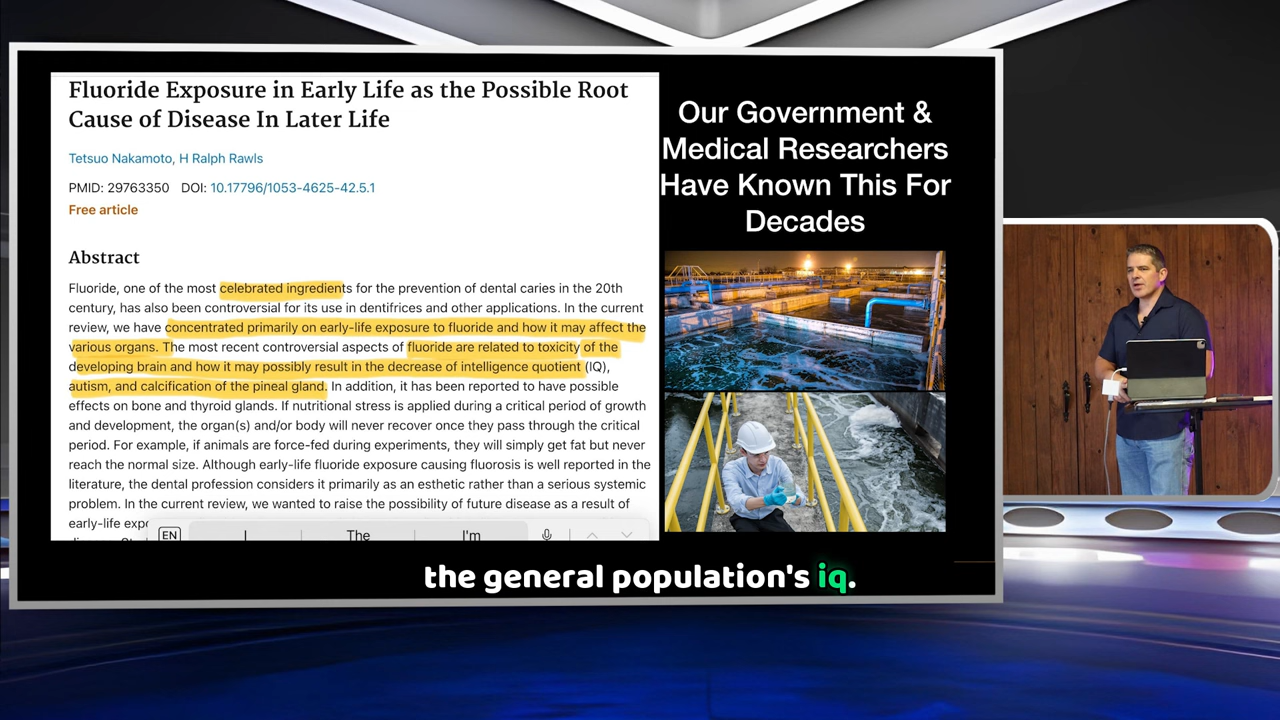 Fluoride Exposure in Early Life as the Possible Root
Cause of Disease In Later Life
Tetsuo Nakamoto, H Ralph Rawls
PMID: 29763350 DOI: 10.17796/1053-4625-42.5.1
Free article
Abstract
Fluoride, one of the most celebrated ingredients for the prevention of dental caries in the 20th
century, has also been controversial for its use in dentifrices and other applications. In the current
review, we have concentrated primarily on early-life exposure to fluoride and how it may affect the
various organs. The most recent controversial aspects of fluoride are related to toxicity of the
developing brain and how it may possibly result in the decrease of intelligence quotient (IQ),
autism, and calcification of the pineal gland. In addition, it has been reported to have possible
effects on bone and thyroid glands. If nutritional stress is applied during a critical period of growth
and development, the organ(s) and/or body will never recover once they pass through the critical
period. For example, if animals are force-fed during experiments, they will simply get fat but never
reach the normal size. Although early-life fluoride exposure causing fluorosis is well reported in the
literature, the dental profession considers it primarily as an esthetic rather than a serious systemic
problem. In the current review, we wanted to raise the possibility of future disease as a result of
early-life
EN I The I'm
Our Government &
Medical Researchers
Have Known This For
Decades
the general population's iq.